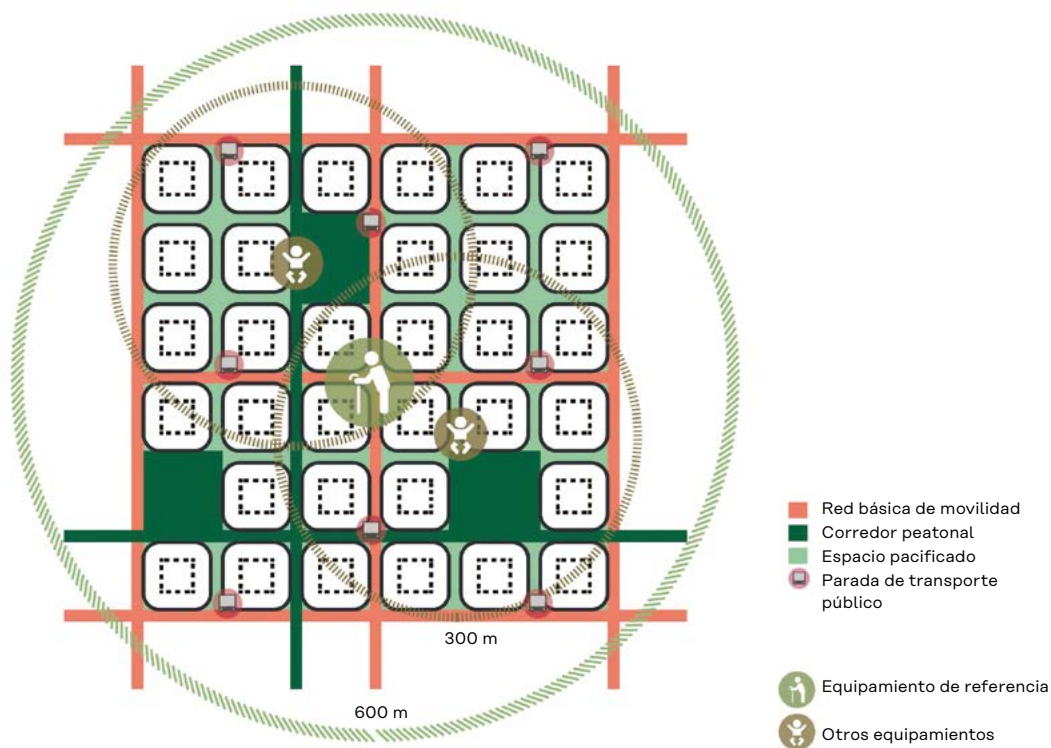 300 m
600 m
Red básica de movilidad
Corredor peatonal
Espacio pacificado
Parada de transporte
público
Equipamiento de referencia
Otros equipamientos